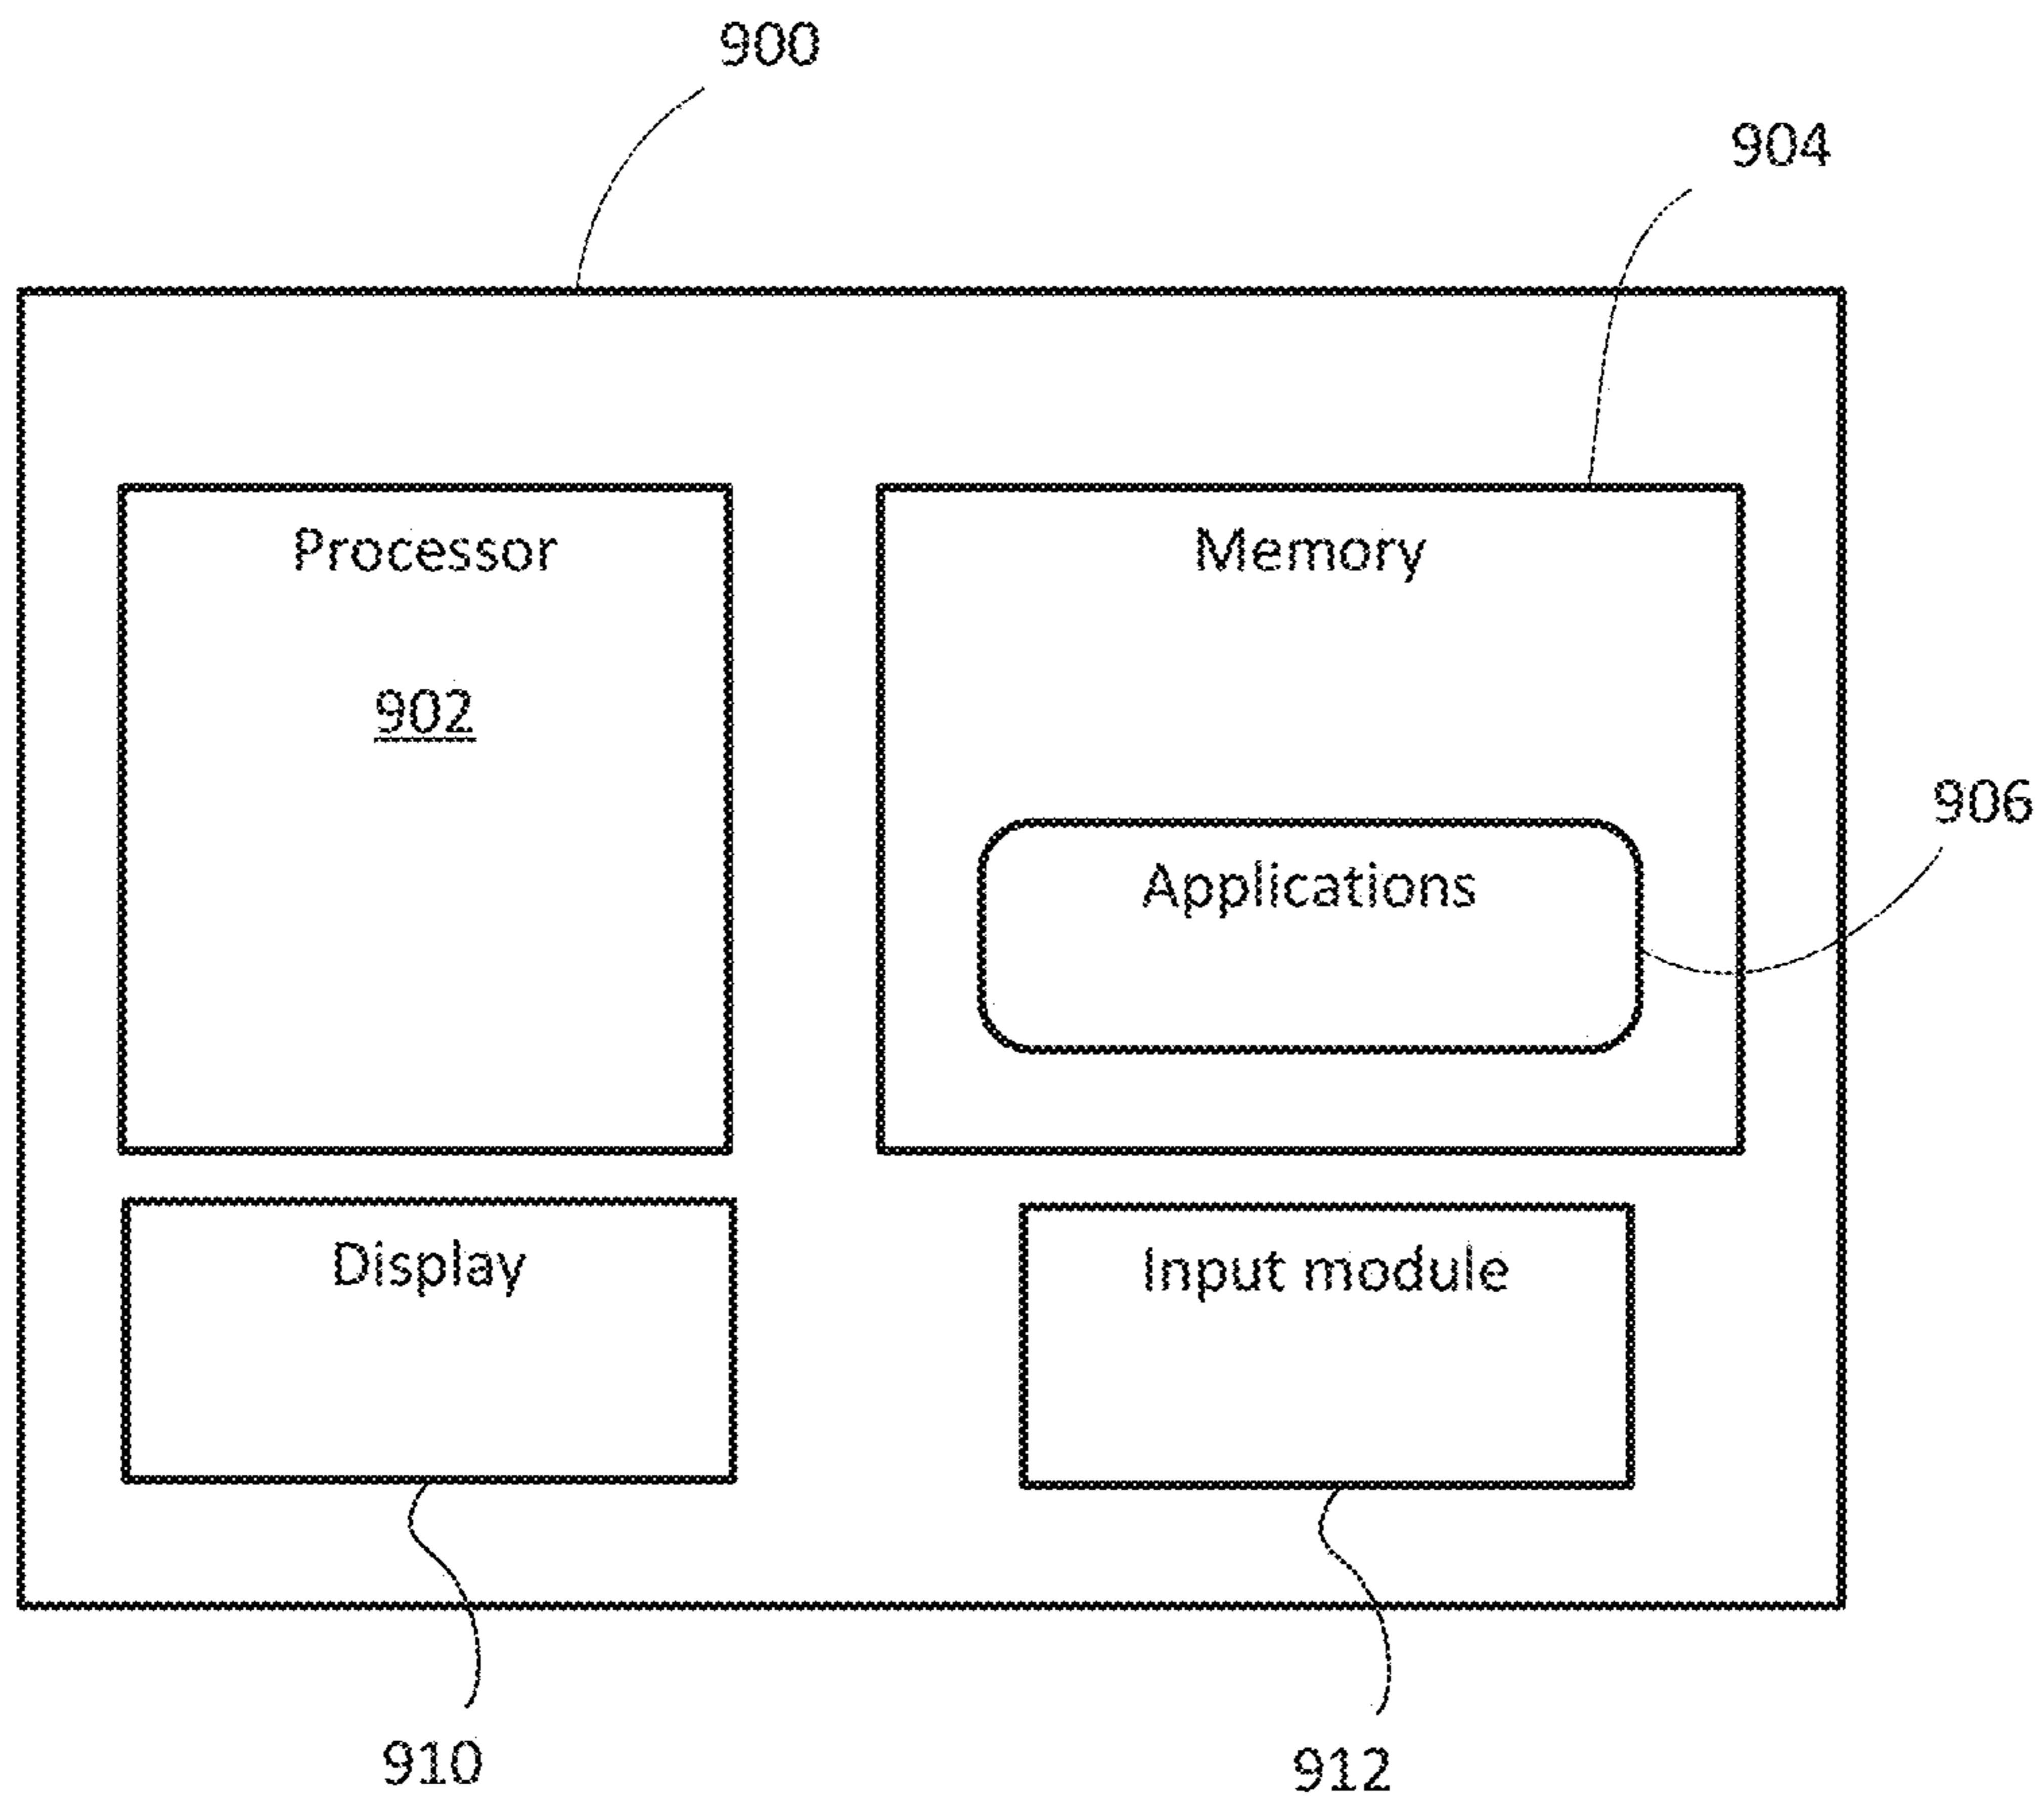 900
904
Processor
Memory
902
906
Applications
Display
Input module
910
912